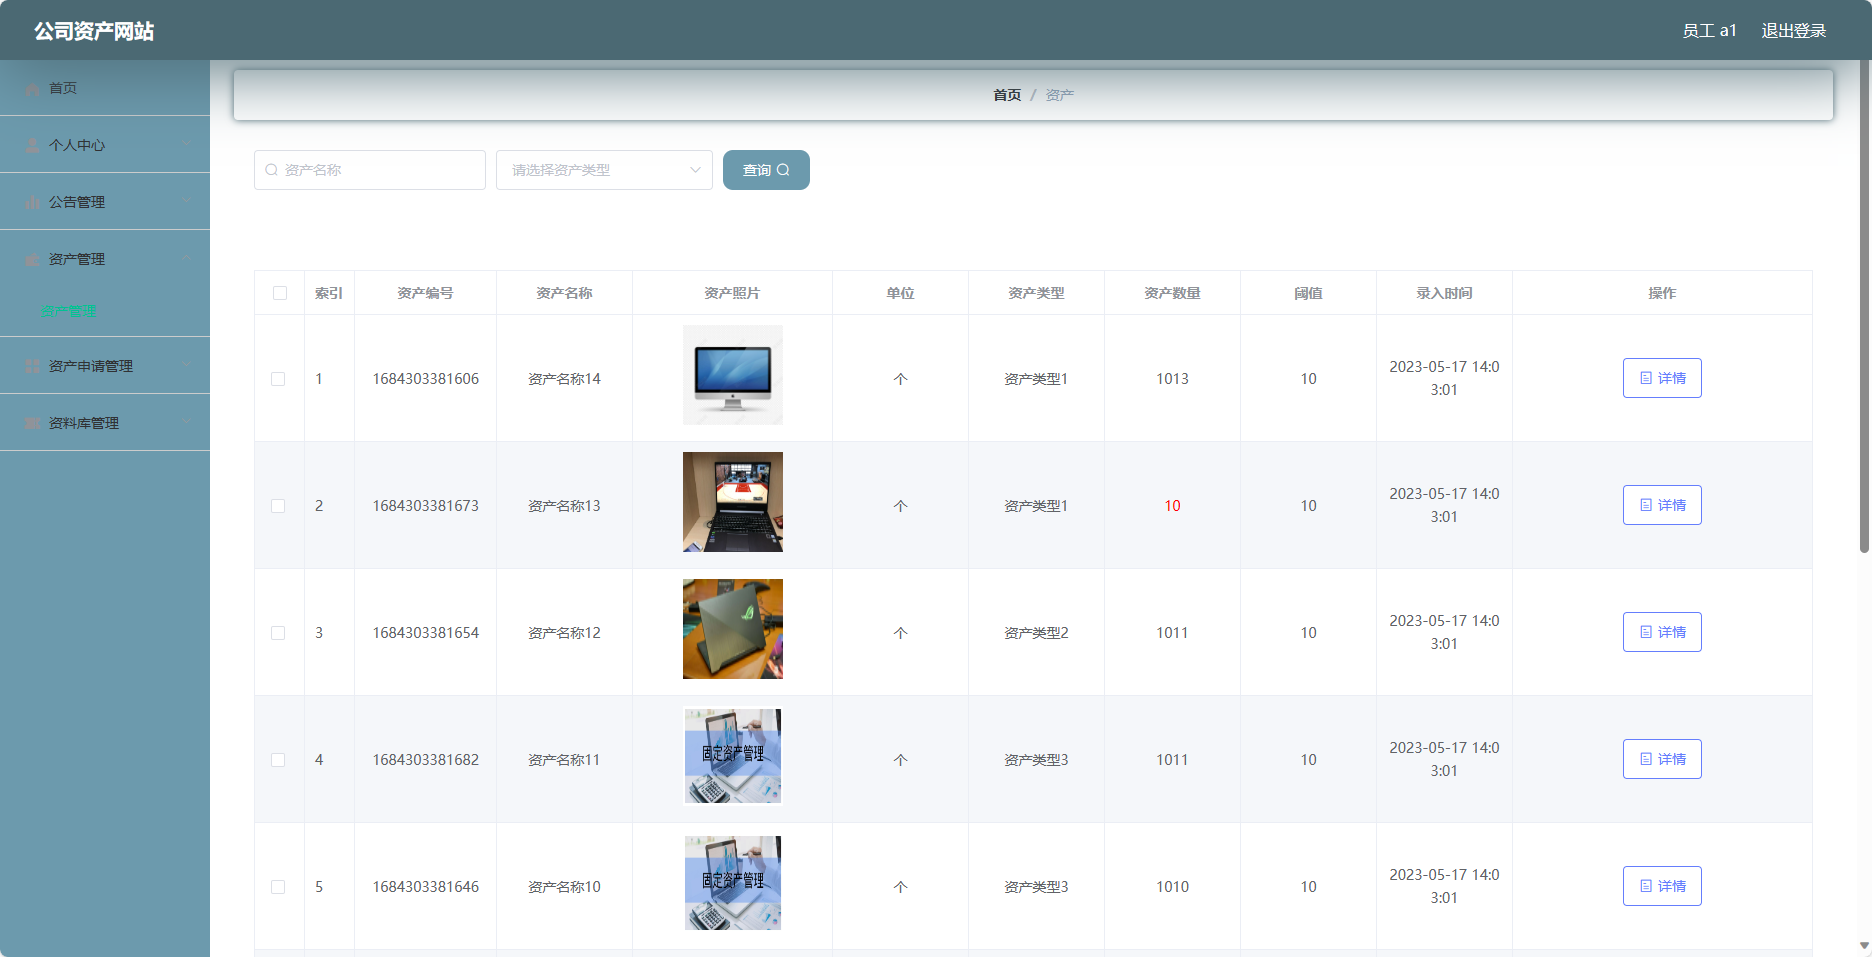 公司资产网站
员工 a1 退出登录
首页
个人中心
公告管理
资产管理
资产管理
资产申请管理
资料库管理
首页 / 资产
资产名称 请选择资产类型 查询
索引 资产编号 资产名称 资产照片 单位 资产类型 资产数量 阈值 录入时间 操作
1 1684303381606 资产名称14 个 资产类型1 1013 10 2023-05-17 14:0
3:01
详情
2 1684303381673 资产名称13 个 资产类型1 10 10 2023-05-17 14:0
3:01
详情
3 1684303381654 资产名称12 个 资产类型2 1011 10 2023-05-17 14:0
3:01
详情
4 1684303381682 资产名称11 固定资产管理 个 资产类型3 1011 10 2023-05-17 14:0
3:01
详情
5 1684303381646 资产名称10 固定资产管理 个 资产类型3 1010 10 2023-05-17 14:0
3:01
详情